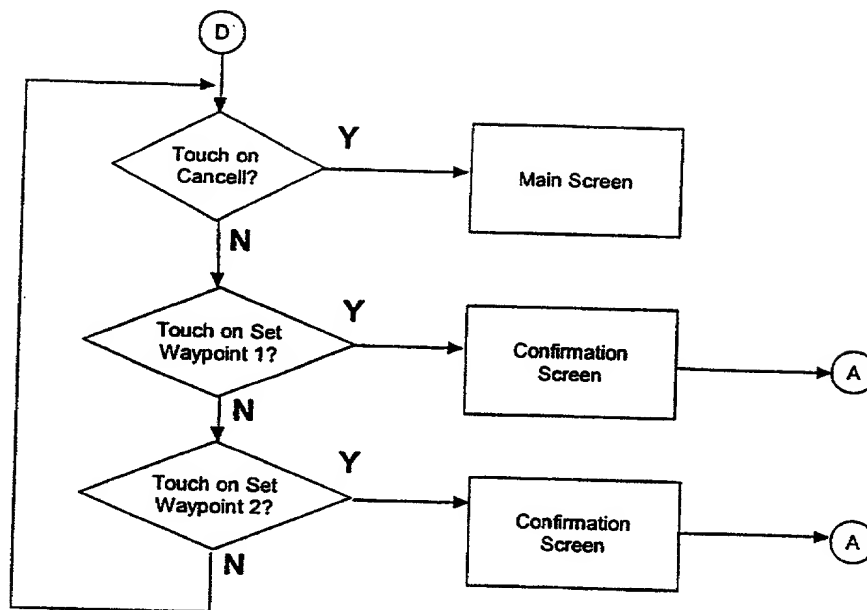 D
Y
Touch on
Cancell?
Main Screen
N
Y
Touch on Set
Waypoint 1?
Confirmation
Screen
A
N
Y
Touch on Set
Waypoint 2?
Confirmation
Screen
A
N